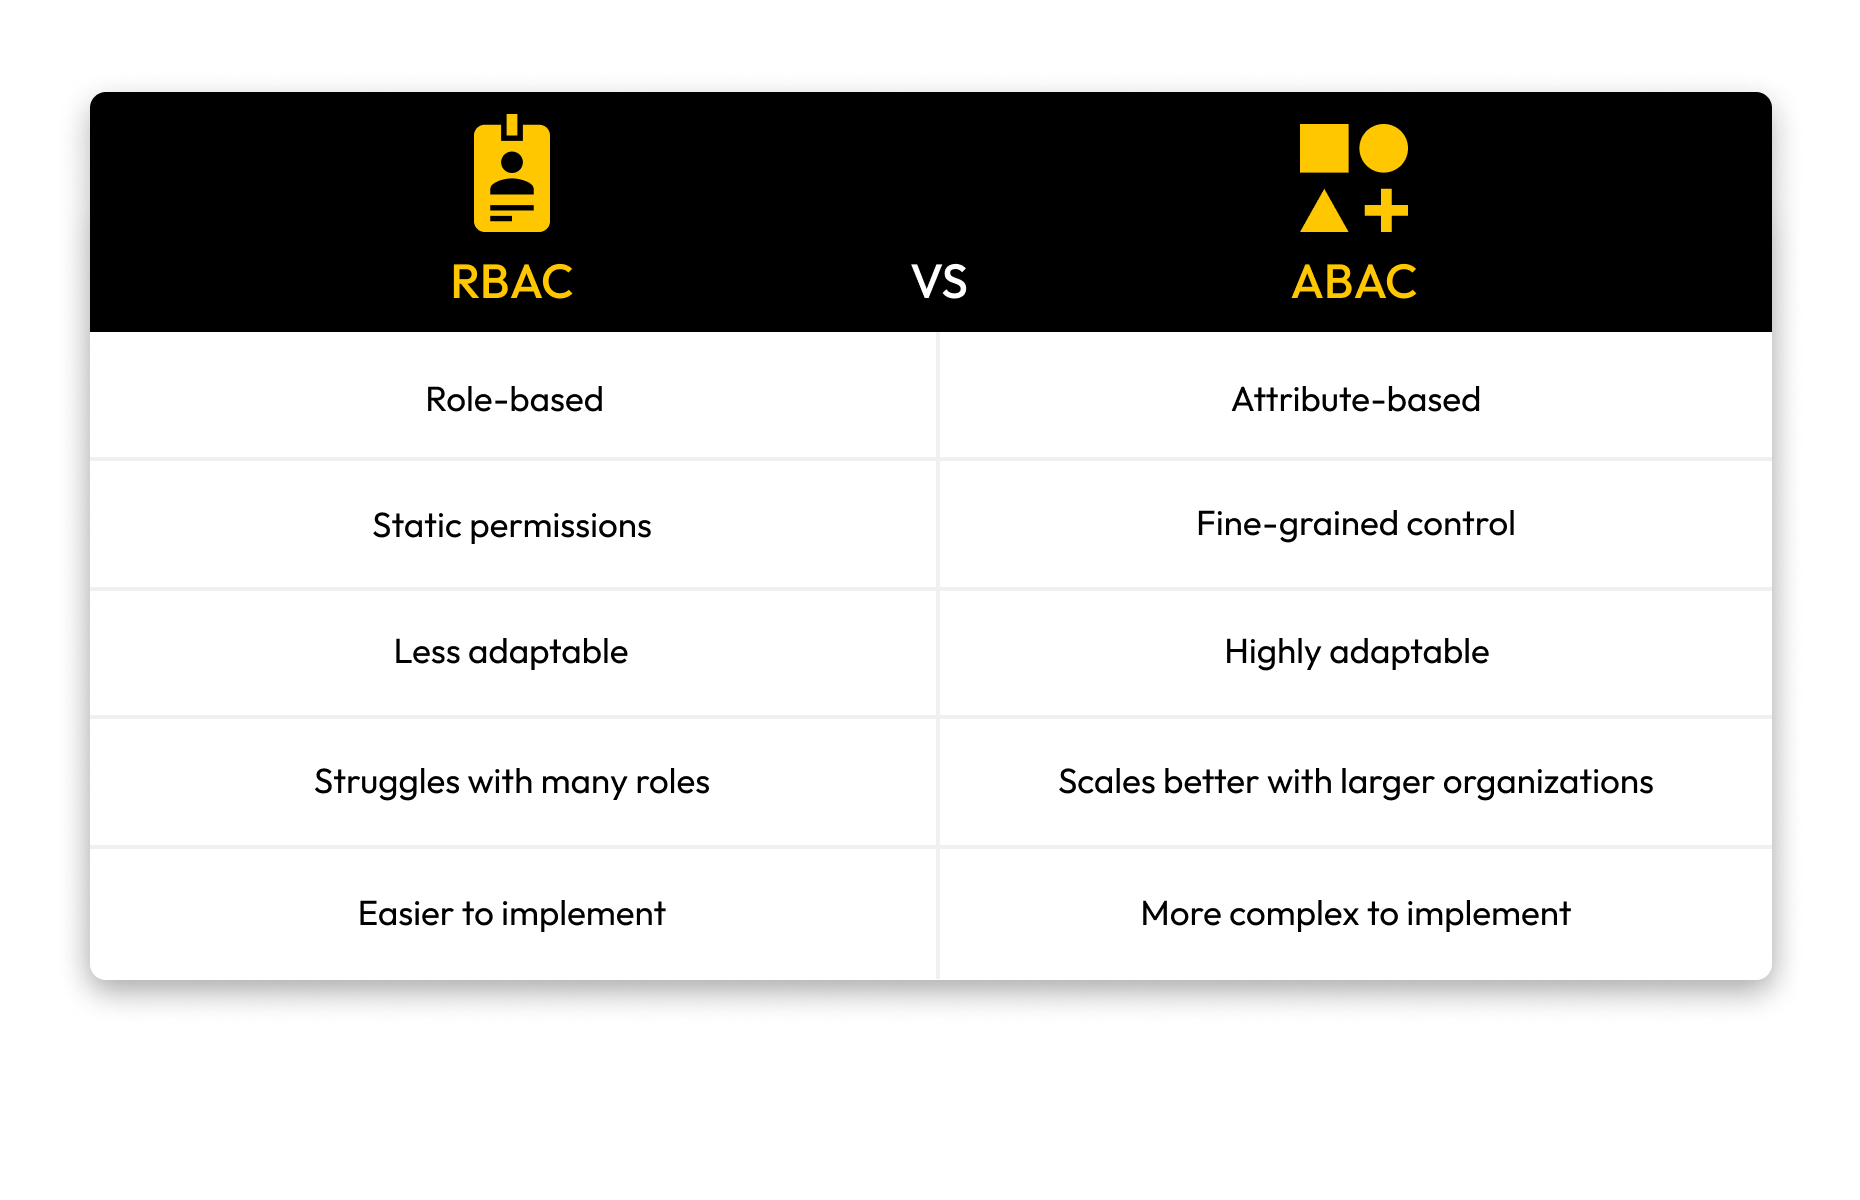 RBAC VS ABAC
Role-based Attribute-based
Static permissions Fine-grained control
Less adaptable Highly adaptable
Struggles with many roles Scales better with larger organizations
Easier to implement More complex to implement